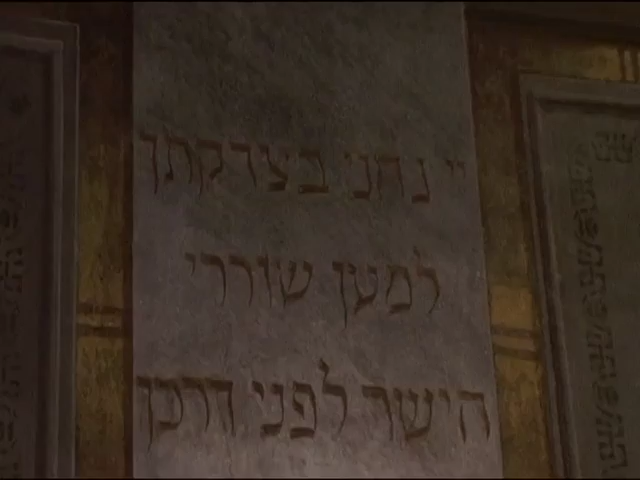 יי נחני בצדקתך
למען שוררי
הישר לפני דרכך